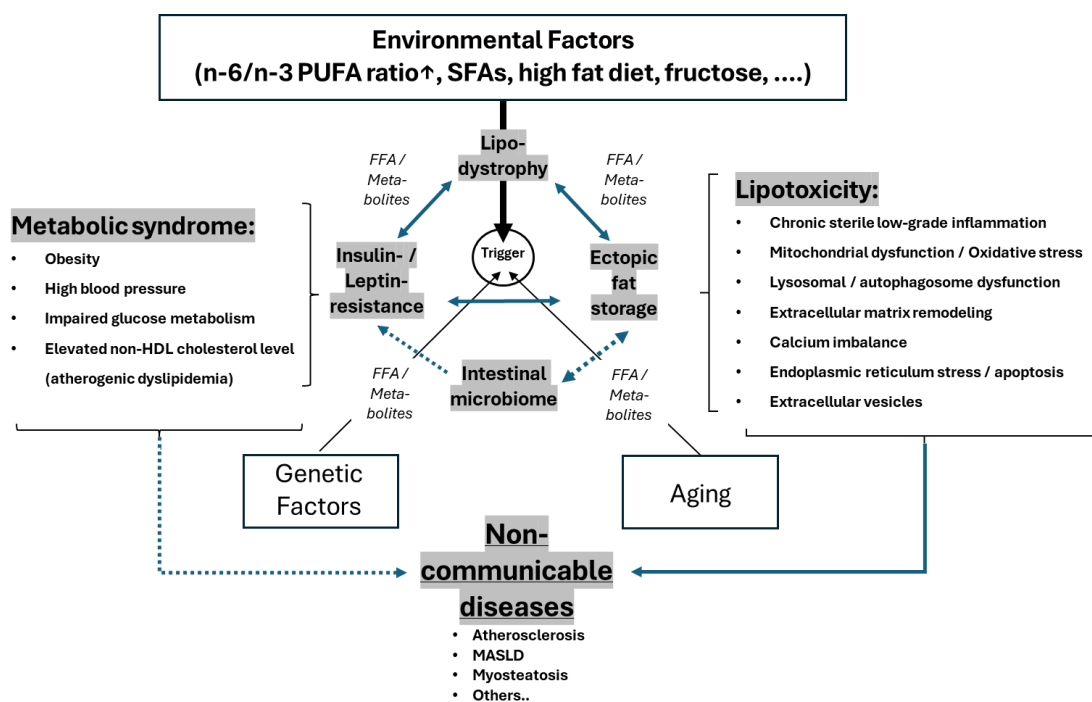 Environmental Factors
(n-6/n-3 PUFA ratio↑, SFAs, high fat diet, fructose, ....)
Lipo-
dystrophy
FFA /
Meta-
bolites
FFA /
Meta-
bolites
Trigger
Insulin- /
Leptin-
resistance
Ectopic
fat
storage
Intestinal
microbiome
FFA /
Meta-
bolites
FFA /
Meta-
bolites
Metabolic syndrome:
• Obesity
• High blood pressure
• Impaired glucose metabolism
• Elevated non-HDL cholesterol level
(atherogenic dyslipidemia)
Lipotoxicity:
• Chronic sterile low-grade inflammation
• Mitochondrial dysfunction / Oxidative stress
• Lysosomal / autophagosome dysfunction
• Extracellular matrix remodeling
• Calcium imbalance
• Endoplasmic reticulum stress / apoptosis
• Extracellular vesicles
Genetic
Factors
Aging
Non-
communicable
diseases
• Atherosclerosis
• MASLD
• Myosteatosis
• Others..